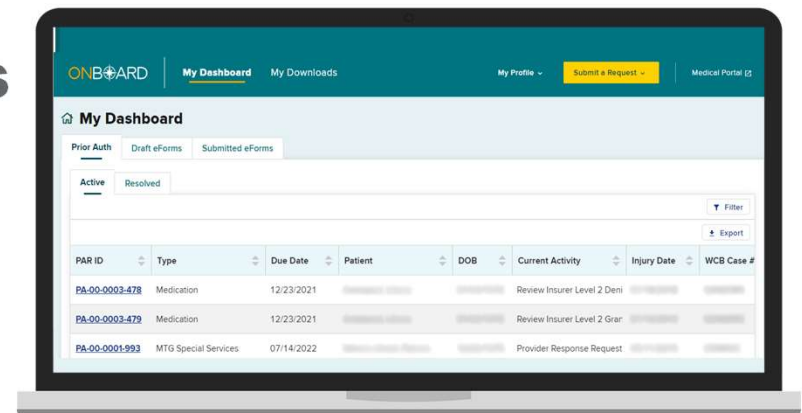 s
ONBOARD My Dashboard My Downloads My Profile Submit a Request Medical Portal
My Dashboard
Prior Auth Draft eForms Submitted eForms
Active Resolved
Filter
Export
PAR ID Type Due Date Patient DOB Current Activity Injury Date WCB Case #
PA-00-0003-478 Medication 12/23/2021 Review Insurer Level 2 Deni
PA-00-0003-479 Medication 12/23/2021 Review Insurer Level 2 Gran
PA-00-0001-993 MTG Special Services 07/14/2022 Provider Response Request